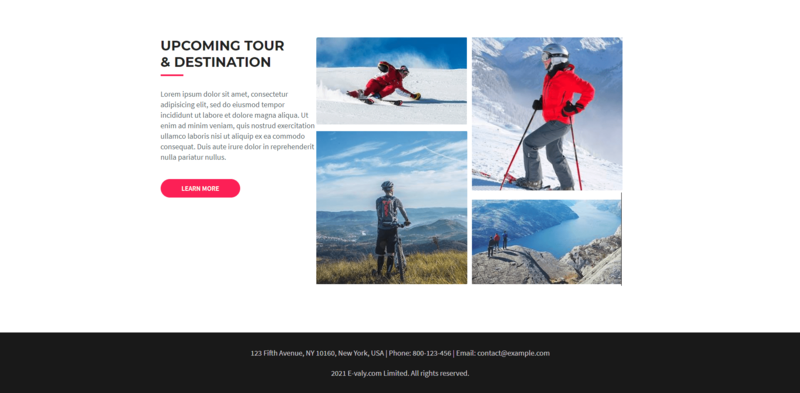 UPCOMING TOUR
& DESTINATION
Lorem ipsum dolor sit amet, consectetur
adipisicing elit, sed do eiusmod tempor
incididunt ut labore et dolore magna aliqua. Ut
enim ad minim veniam, quis nostrud exercitation
ullamco laboris nisi ut aliquip ex ea commodo
consequat. Duis aute irure dolor in reprehenderit
nulla pariatur nullus.
LEARN MORE
123 Fifth Avenue, NY 10160, New York, USA | Phone: 800-123-456 | Email: contact@example.com
2021 E-valy.com Limited. All rights reserved.